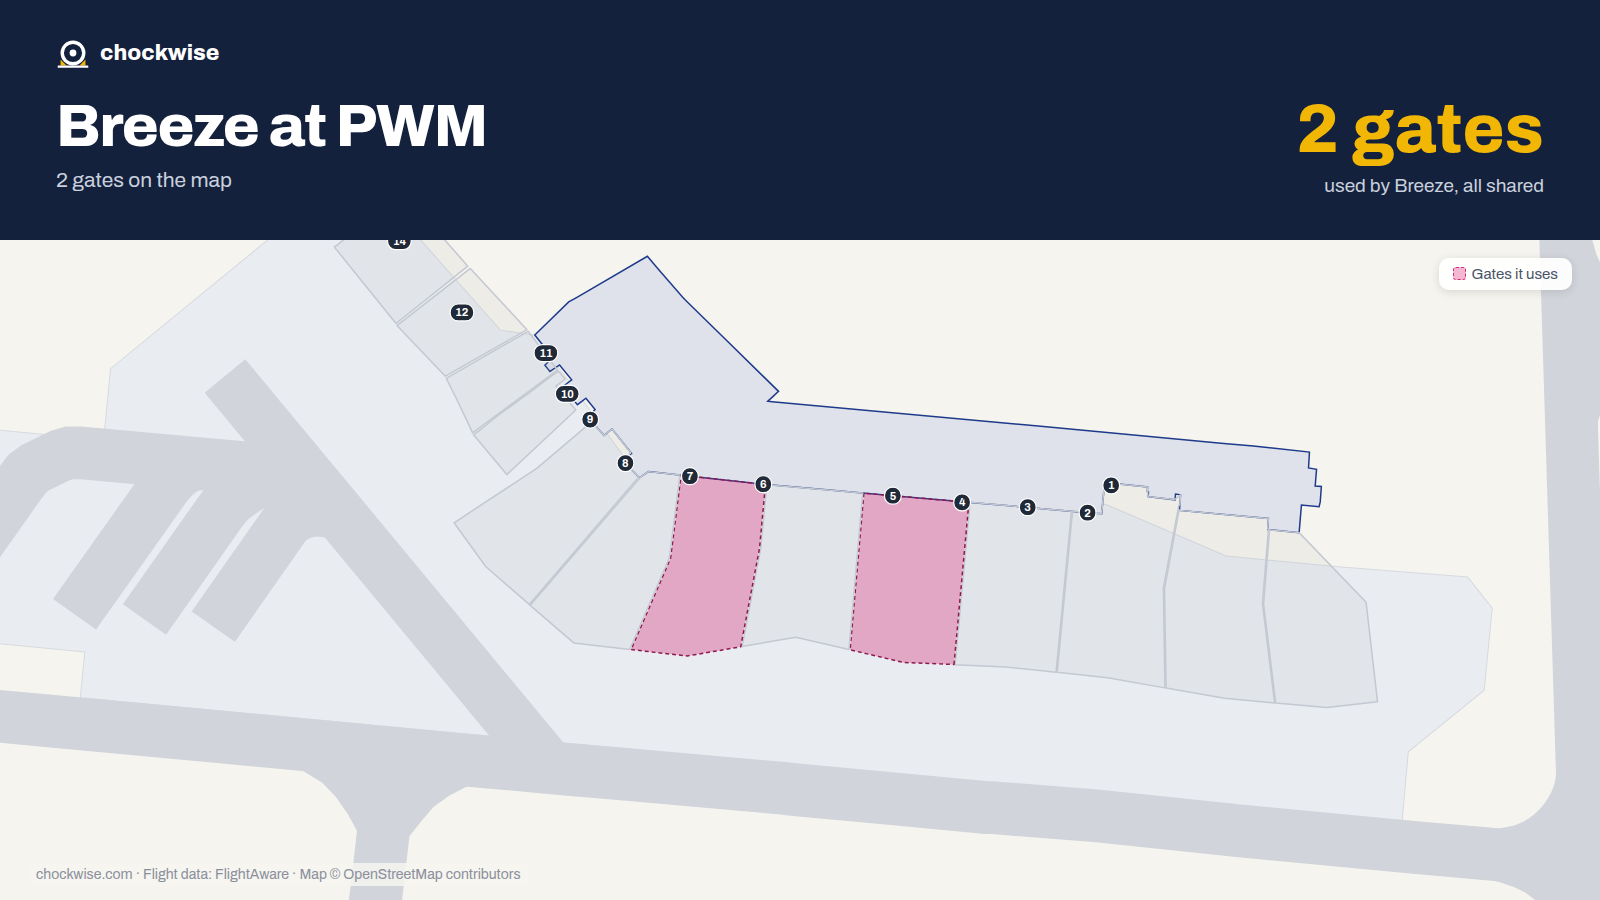 chockwise
Breeze at PWM
2 gates on the map
2 gates
used by Breeze, all shared
Gates it uses
14
12
11
10
9
8
7
6
5
4
3
2
1
chockwise.com · Flight data: FlightAware · Map © OpenStreetMap contributors